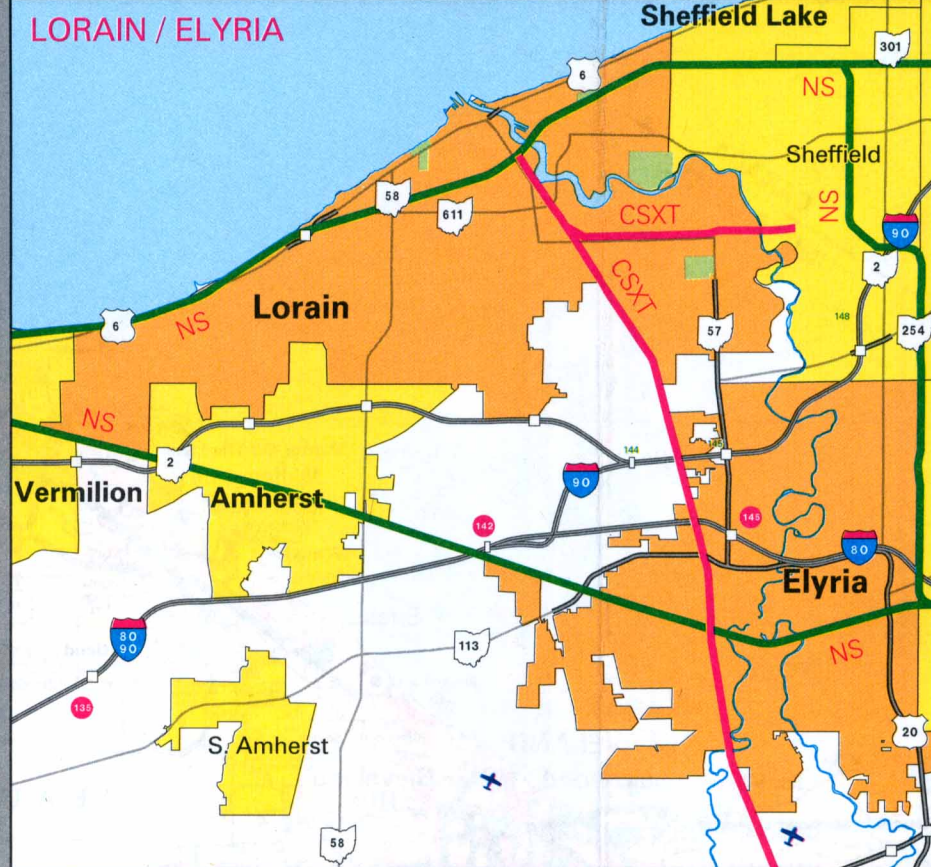 LORAIN / ELYRIA
Sheffield Lake
301
6
NS
Sheffield
58
611
CSXT
NS
90
2
CSXT
Lorain
6
NS
57
148
254
NS
2
144
145
90
Vermilion
Amherst
142
145
80
Elyria
80
90
113
NS
135
S. Amherst
20
58